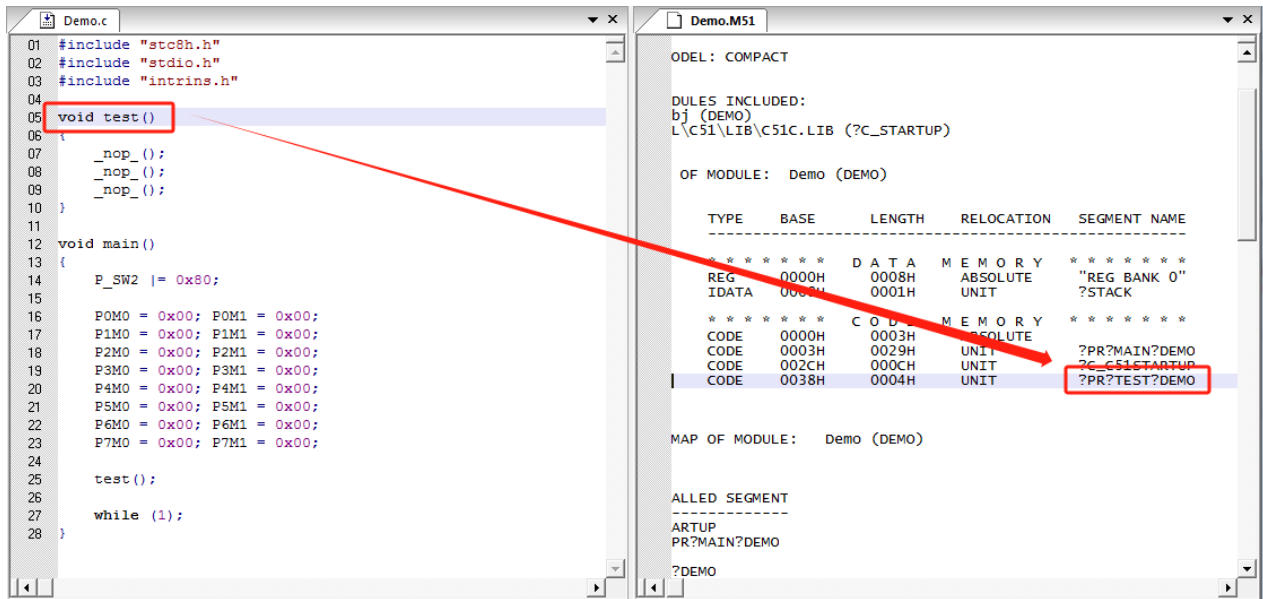 Demo.c
01 #include "stc8h.h"
02 #include "stdio.h"
03 #include "intrins.h"
04
05 void test()
06 {
07 _nop_();
08 _nop_();
09 _nop_();
10 }
11
12 void main()
13 {
14 P_SW2 |= 0x80;
15
16 P0M0 = 0x00; P0M1 = 0x00;
17 P1M0 = 0x00; P1M1 = 0x00;
18 P2M0 = 0x00; P2M1 = 0x00;
19 P3M0 = 0x00; P3M1 = 0x00;
20 P4M0 = 0x00; P4M1 = 0x00;
21 P5M0 = 0x00; P5M1 = 0x00;
22 P6M0 = 0x00; P6M1 = 0x00;
23 P7M0 = 0x00; P7M1 = 0x00;
24
25 test();
26
27 while (1);
28 }
Demo.M51
ODEL: COMPACT
DULES INCLUDED:
bj (DEMO)
L\C51\LIB\C51C.LIB (?C_STARTUP)
OF MODULE: Demo (DEMO)
TYPE BASE LENGTH RELOCATION SEGMENT NAME
-----------------------------------------------------
* * * * * * * D A T A M E M O R Y * * * * * * *
REG 0000H 0008H ABSOLUTE "REG BANK 0"
IDATA 0008H 0001H UNIT ?STACK
* * * * * * * C O D E M E M O R Y * * * * * * *
CODE 0000H 0003H ABSOLUTE
CODE 0003H 0029H UNIT ?PR?MAIN?DEMO
CODE 002CH 000CH UNIT ?C_C51STARTUP
CODE 0038H 0004H UNIT ?PR?TEST?DEMO
MAP OF MODULE: Demo (DEMO)
ALLED SEGMENT
-------------
ARTUP
PR?MAIN?DEMO
?DEMO